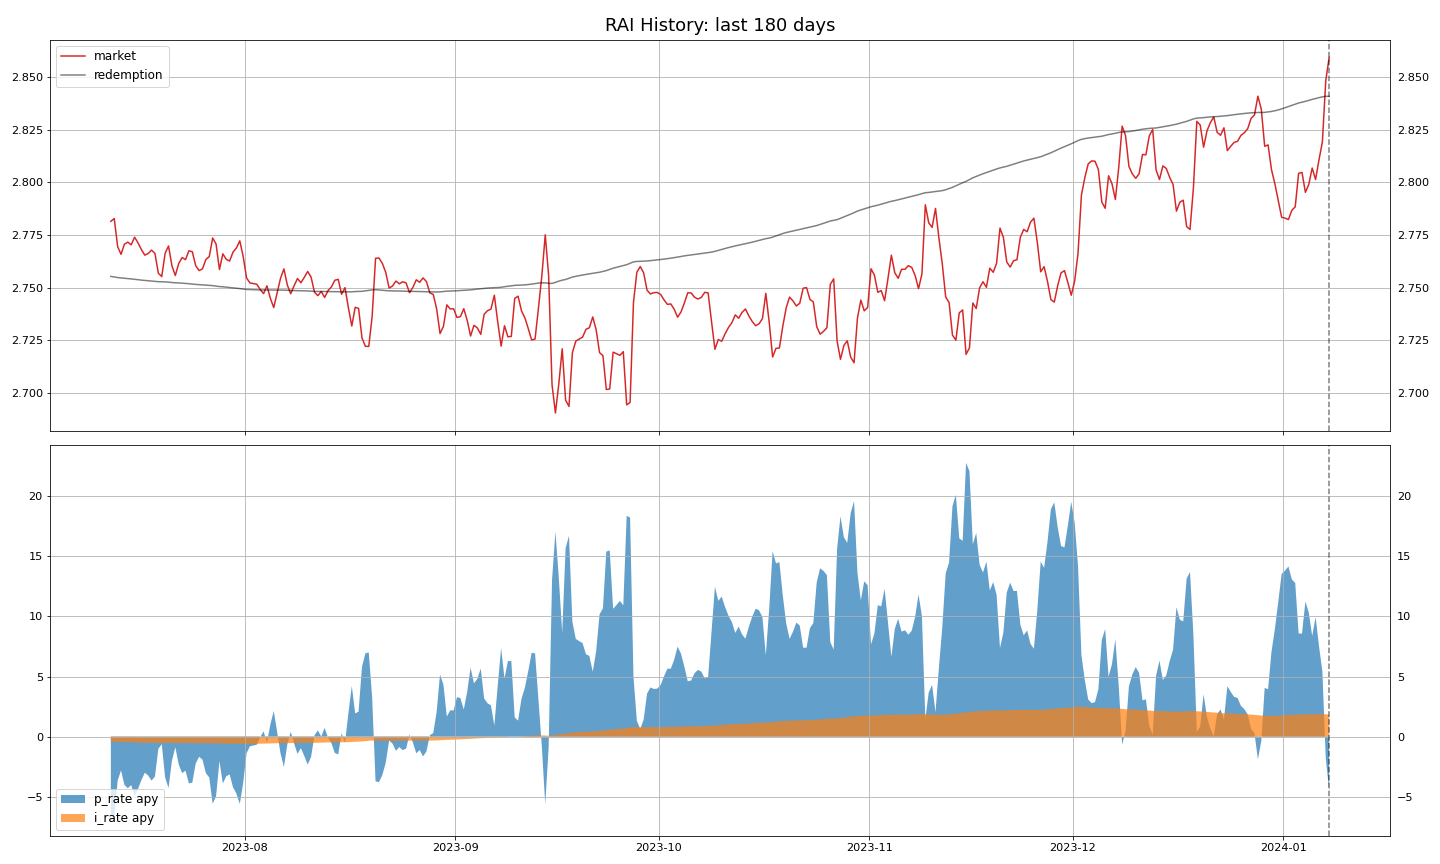 RAI History: last 180 days
market
redemption
2.850 2.850
2.825 2.825
2.800 2.800
2.775 2.775
2.750 2.750
2.725 2.725
2.700 2.700
20 20
15 15
10 10
5 5
0 0
−5 −5
p_rate apy
i_rate apy
2023-08 2023-09 2023-10 2023-11 2023-12 2024-01